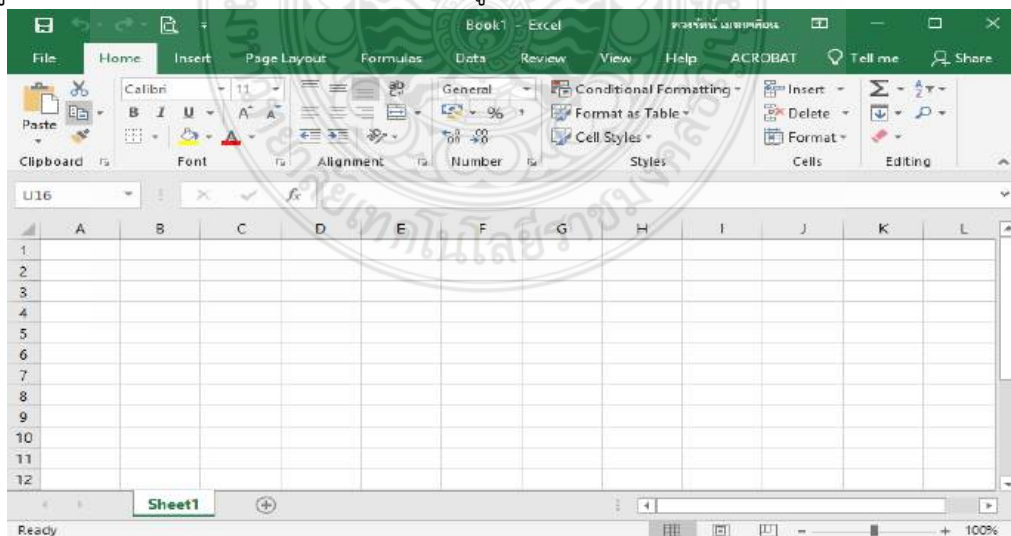 Book1 - Excel
File Home Insert Page Layout Formulas Data Review View Help ACROBAT Tell me Share
Paste
Calibri 11
B I U A A
A
General
% ,
Conditional Formatting
Format as Table
Cell Styles
Insert
Delete
Format
Clipboard Font Alignment Number Styles Cells Editing
U16 fx
A B C D E F G H I J K L
1
2
3
4
5
6
7
8
9
10
11
12
Sheet1
Ready 100%